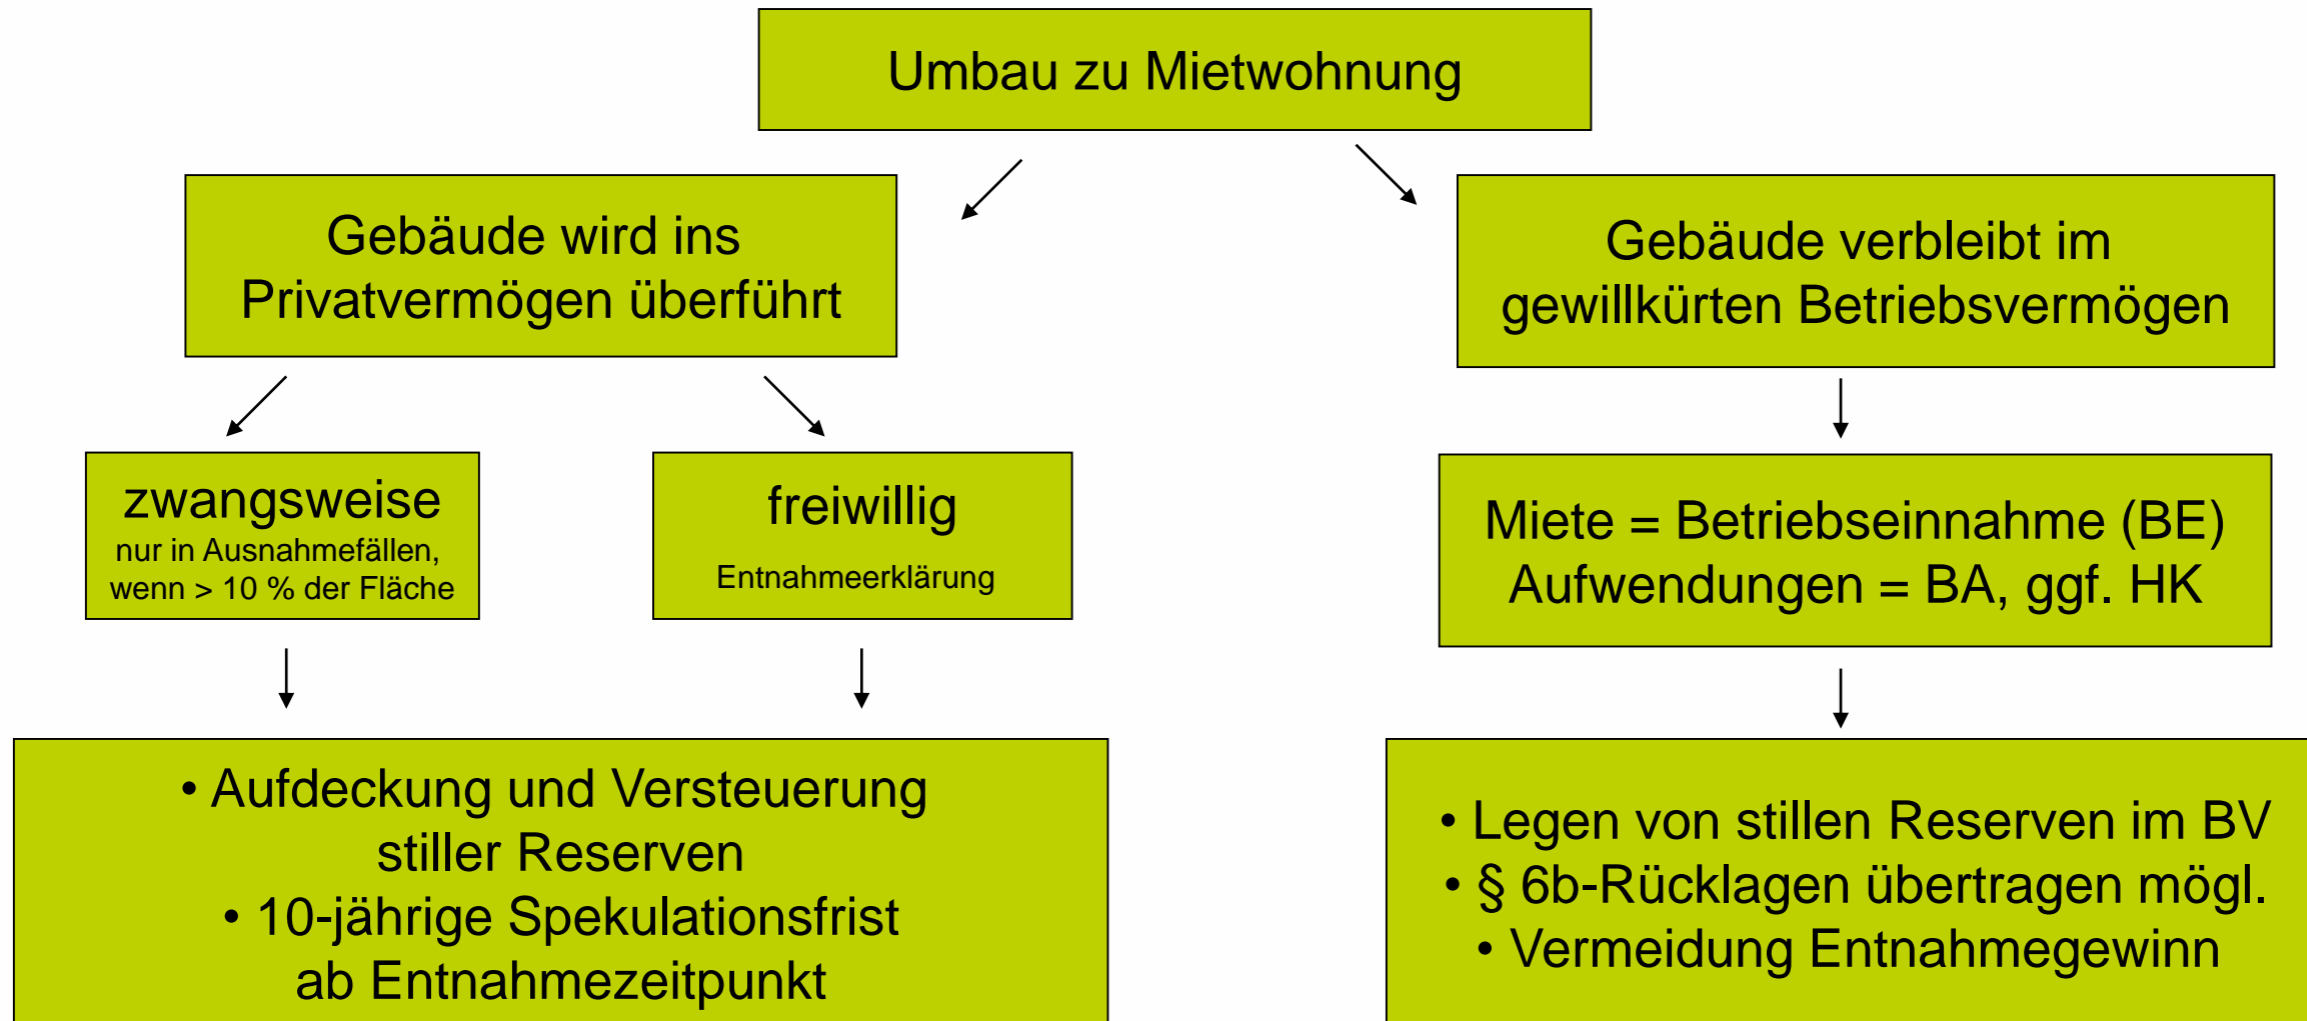 Umbau zu Mietwohnung
Gebäude wird ins
Privatvermögen überführt
Gebäude verbleibt im
gewillkürten Betriebsvermögen
zwangsweise
nur in Ausnahmefällen,
wenn > 10 % der Fläche
freiwillig
Entnahmeerklärung
Miete = Betriebseinnahme (BE)
Aufwendungen = BA, ggf. HK
• Aufdeckung und Versteuerung
stiller Reserven
• 10-jährige Spekulationsfrist
ab Entnahmezeitpunkt
• Legen von stillen Reserven im BV
• § 6b-Rücklagen übertragen mögl.
• Vermeidung Entnahmegewinn